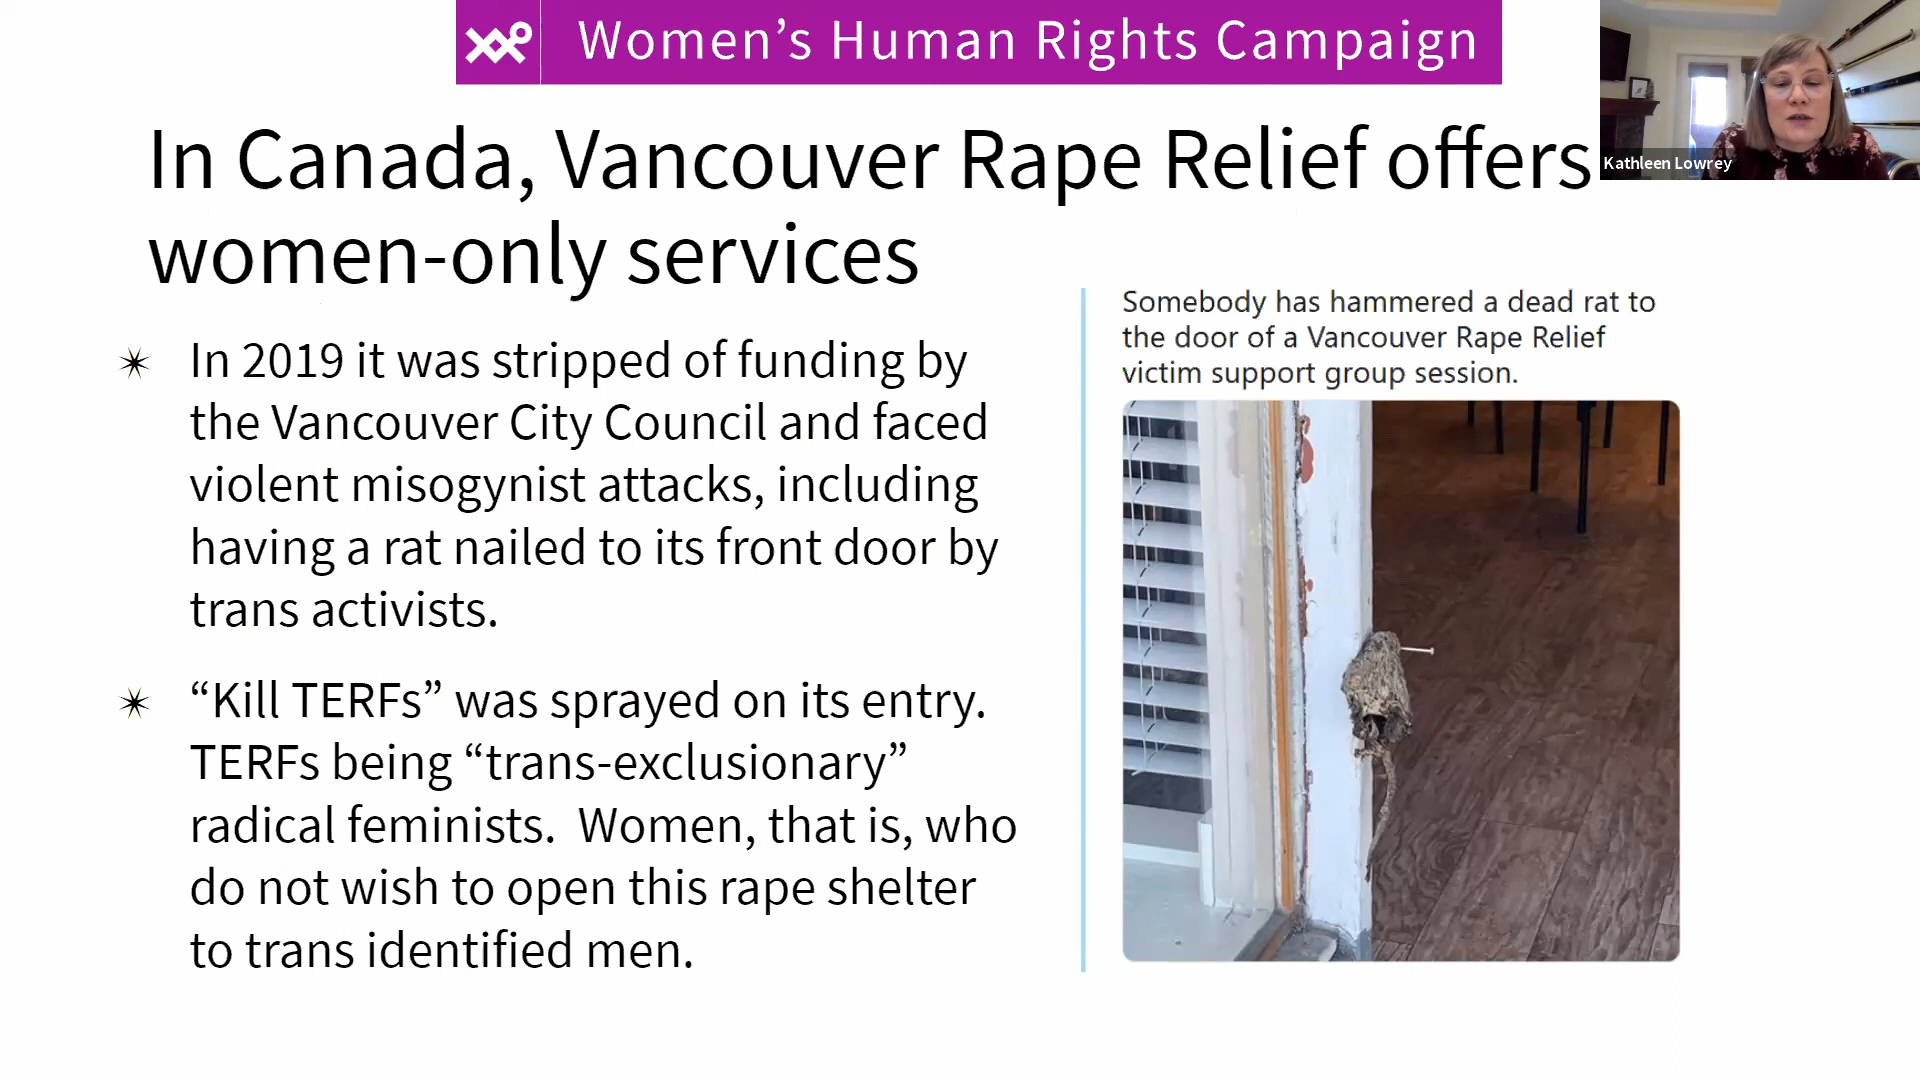 Women’s Human Rights Campaign
Kathleen Lowrey
In Canada, Vancouver Rape Relief offers
women-only services
In 2019 it was stripped of funding by
the Vancouver City Council and faced
violent misogynist attacks, including
having a rat nailed to its front door by
trans activists.
“Kill TERFs” was sprayed on its entry.
TERFs being “trans-exclusionary”
radical feminists.  Women, that is, who
do not wish to open this rape shelter
to trans identified men.
Somebody has hammered a dead rat to
the door of a Vancouver Rape Relief
victim support group session.